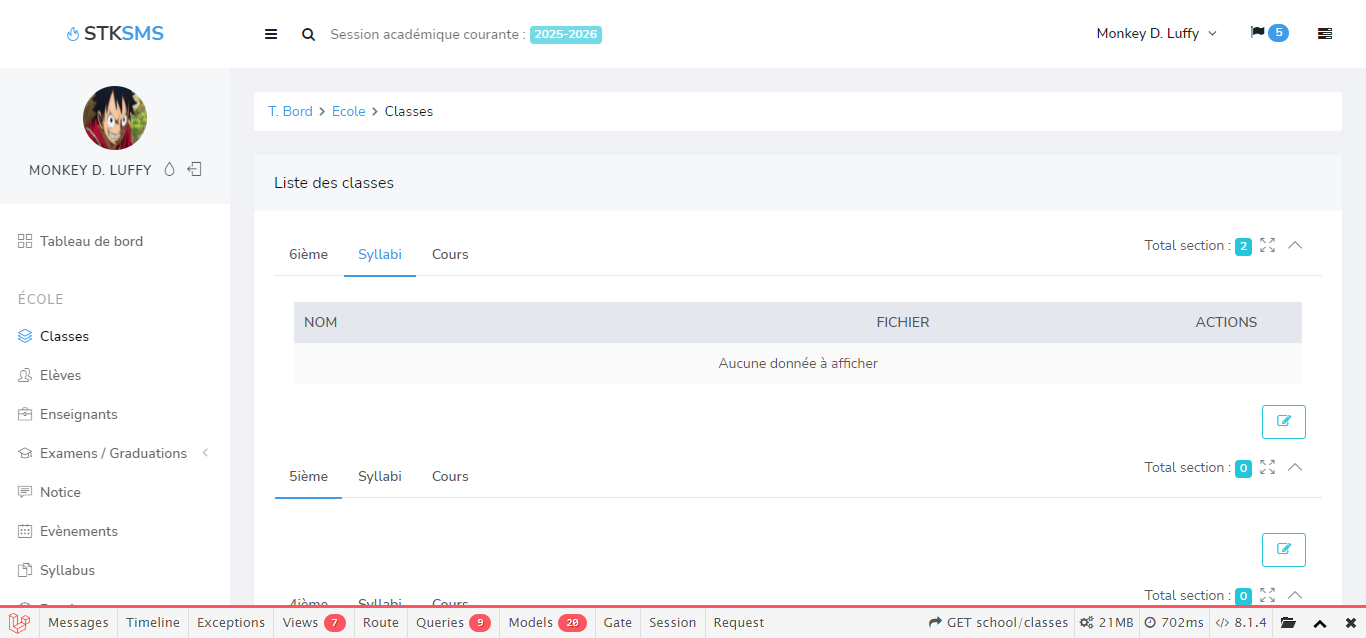 STKSMS
Session académique courante : 2025-2026
Monkey D. Luffy
5
MONKEY D. LUFFY
Tableau de bord
ÉCOLE
Classes
Elèves
Enseignants
Examens / Graduations
Notice
Evènements
Syllabus
T. Bord > Ecole > Classes
Liste des classes
6ième Syllabi Cours
Total section : 2
NOM FICHIER ACTIONS
Aucune donnée à afficher
5ième Syllabi Cours
Total section : 0
4ième Syllabi Cours
Total section : 0
Messages Timeline Exceptions Views 7 Route Queries 9 Models 20 Gate Session Request GET school/classes 21MB 702ms </> 8.1.4